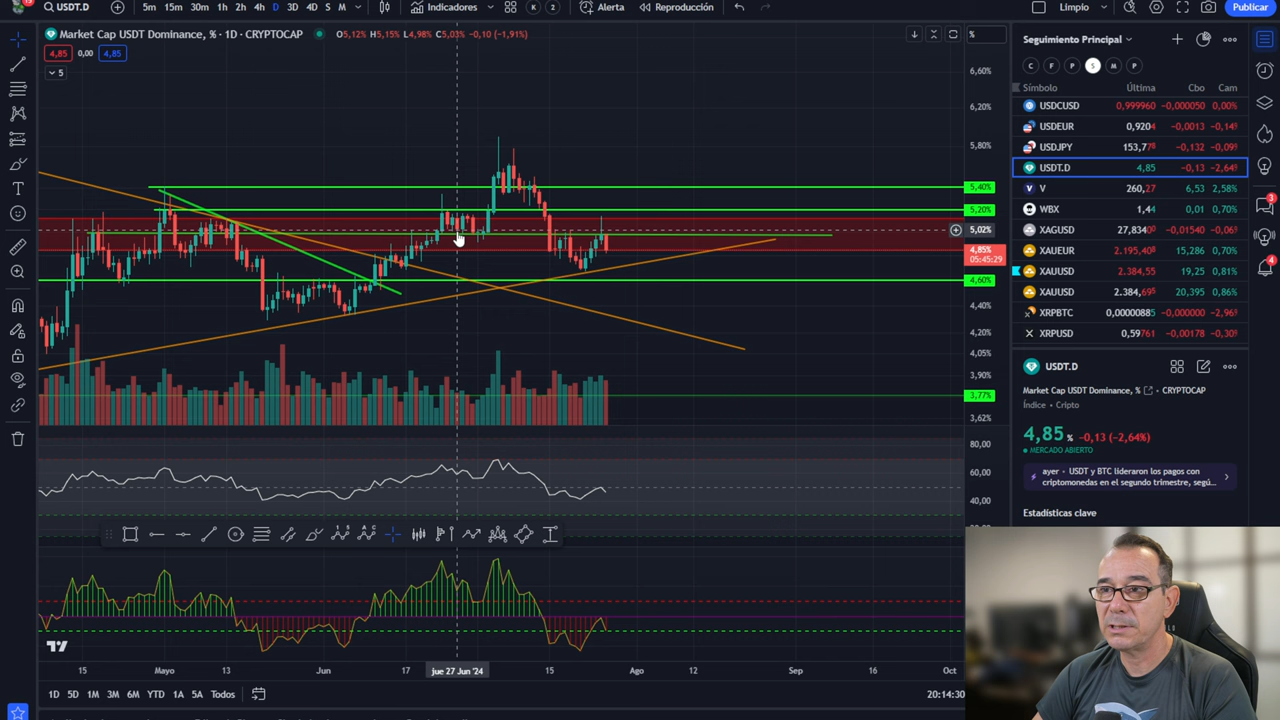 USDT.D
5m 15m 30m 1h 2h 4h D 3D 4D S M
Indicadores
K
2
Alerta
Reproducción
Limpio
Publicar
Market Cap USDT Dominance, % · 1D · CRYPTOCAP
O5,12% H5,15% L4,98% C5,03% -0,10 (-1,91%)
4,85 0,00 4,85
5
%
6,60%
6,20%
5,80%
5,40%
5,20%
5,02%
4,85%
05:45:29
4,60%
4,40%
4,20%
4,05%
3,90%
3,77%
3,62%
80,00
60,00
40,00
15 Mayo 13 Jun 17 jue 27 Jun '24 15 Ago 12 Sep 16 Oct
1D 5D 1M 3M 6M YTD 1A 5A Todos
20:14:30
Seguimiento Principal
C F P S M P
Símbolo Última Cbo Cam
USDCUSD 0,999960 -0,000050 0,00%
USDEUR 0,9204 -0,0013 -0,14%
USDJPY 153,778 -0,132 -0,09%
USDT.D 4,85 -0,13 -2,64%
V 260,27 6,53 2,58%
WBX 1,44 0,01 0,70%
XAGUSD 27,8340 -0,01540 -0,06%
XAUEUR 2.195,408 15,286 0,70%
XAUUSD 2.384,55 19,25 0,81%
XAUUSD 2.384,695 20,395 0,86%
XRPBTC 0,00000885 -0,000000 -2,96%
XRPUSD 0,59761 -0,00178 -0,30%
3
4
USDT.D
Market Cap USDT Dominance, % · CRYPTOCAP
Índice · Cripto
4,85 % -0,13 (-2,64%)
MERCADO ABIERTO
ayer · USDT y BTC lideraron los pagos con
criptomonedas en el segundo trimestre, segú...
Estadísticas clave